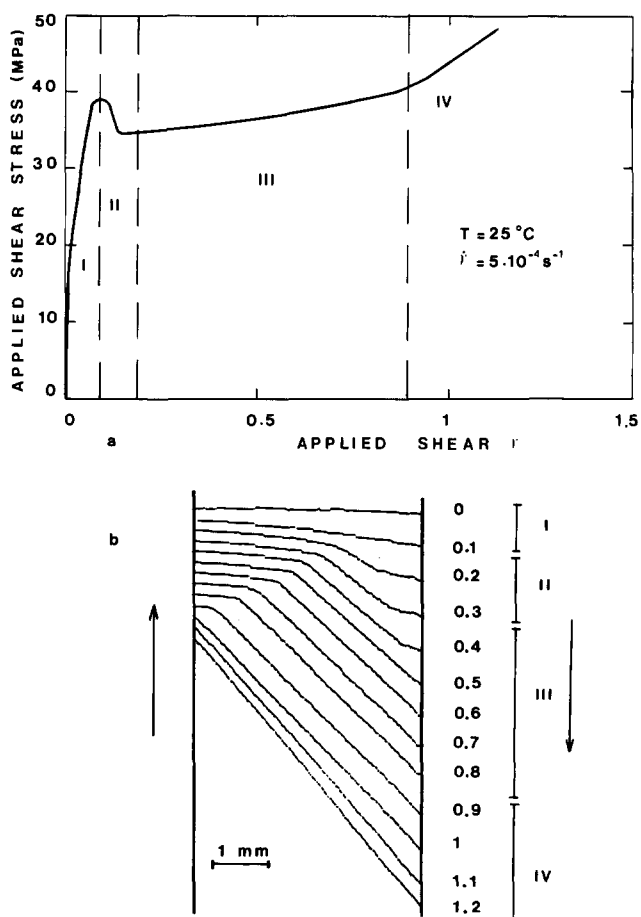 APPLIED SHEAR STRESS (MPa)
50
40
30
20
10
0
I
II
III
IV
T = 25 °C
γ̇ = 5.10⁻⁴ s⁻¹
0
0.5
1
1.5
a
APPLIED SHEAR γ
b
0
0.1
0.2
0.3
0.4
0.5
0.6
0.7
0.8
0.9
1
1.1
1.2
I
II
III
IV
1 mm